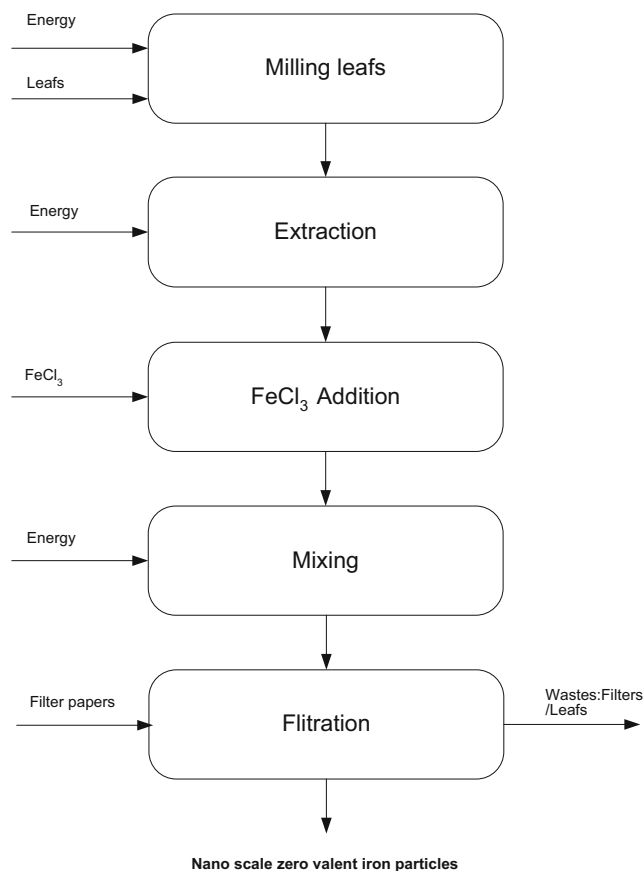 Energy
Milling leafs
Leafs
Energy
Extraction
FeCl₃
FeCl₃ Addition
Energy
Mixing
Filter papers
Flitration
Wastes:Filters
/Leafs
Nano scale zero valent iron particles